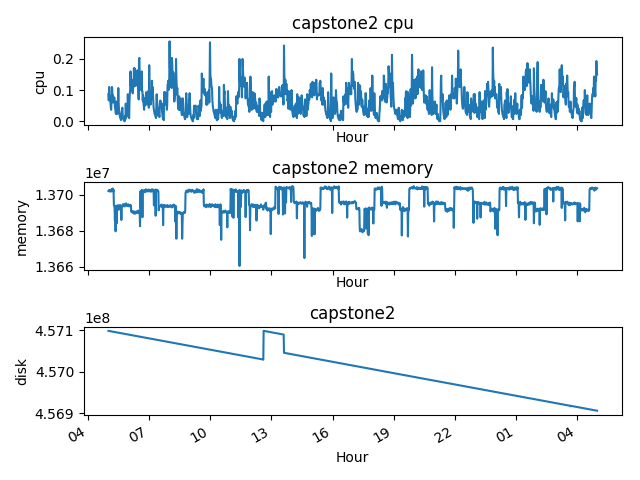 capstone2 cpu
0.2
0.1
0.0
cpu
Hour
capstone2 memory
1e7
1.370
1.368
1.366
memory
Hour
capstone2
1e8
4.571
4.570
4.569
disk
04 07 10 13 16 19 22 01 04
Hour